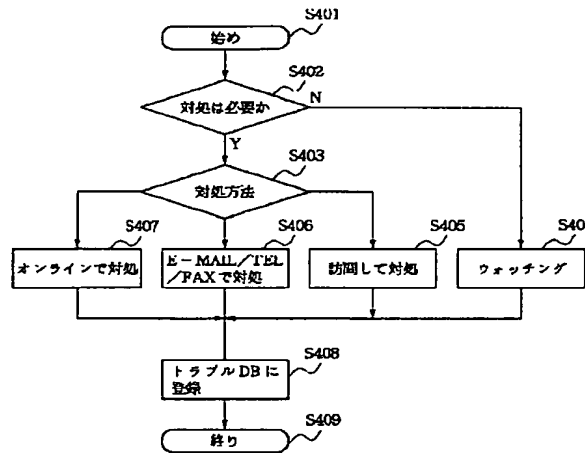 S401
始め
S402
対処は必要か
N
Y
S403
対処方法
S407
S406
S405
S40
オンラインで対処
E-MAIL/TEL
/FAXで対処
訪問して対処
ウォッチング
S408
トラブルDBに
登録
S409
終り